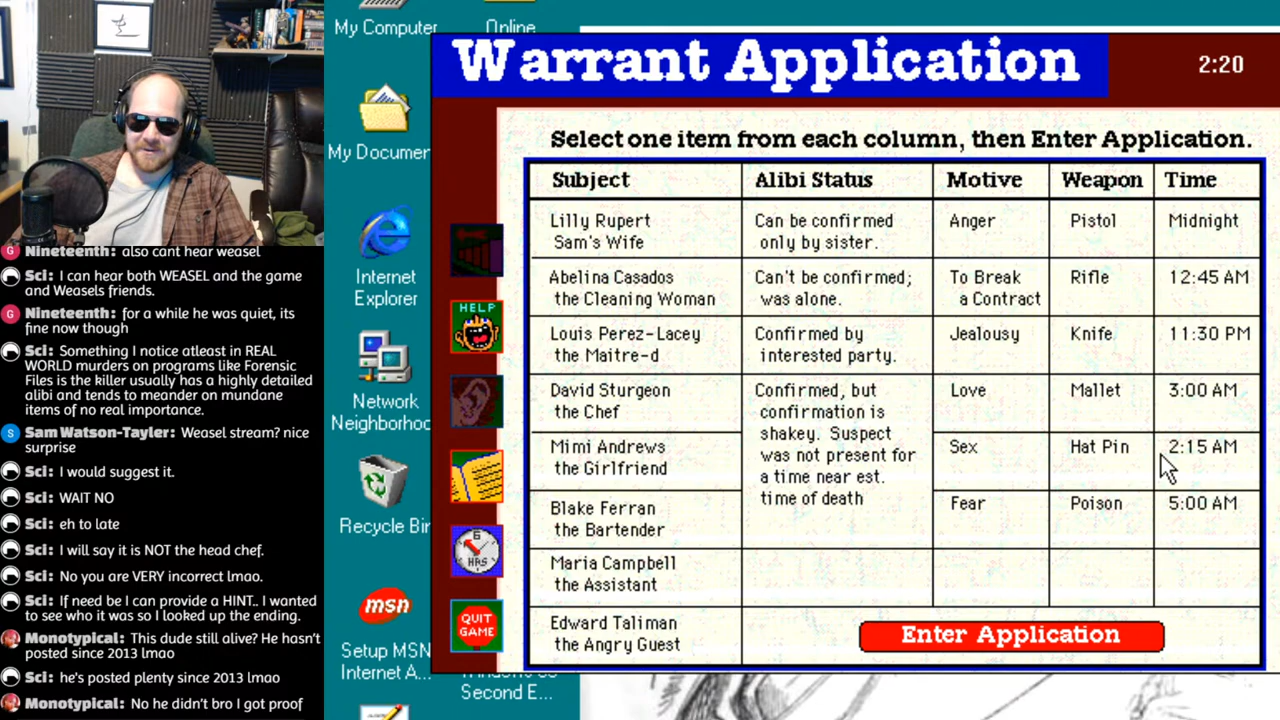 My Computer
Online
My Documen
Internet
Explorer
Network
Neighborhoo
Recycle Bin
msn
Setup MSN
Internet A...
Second E...
Warrant Application
2:20
Select one item from each column, then Enter Application.
Subject Alibi Status Motive Weapon Time
Lilly Rupert
Sam's Wife
Abelina Casados
the Cleaning Woman
Louis Perez-Lacey
the Maitre-d
David Sturgeon
the Chef
Mimi Andrews
the Girlfriend
Blake Ferran
the Bartender
Maria Campbell
the Assistant
Edward Taliman
the Angry Guest
Can be confirmed
only by sister.
Can't be confirmed;
was alone.
Confirmed by
interested party.
Confirmed, but
confirmation is
shakey. Suspect
was not present for
a time near est.
time of death
Anger
To Break
a Contract
Jealousy
Love
Sex
Fear
Pistol
Rifle
Knife
Mallet
Hat Pin
Poison
Midnight
12:45 AM
11:30 PM
3:00 AM
2:15 AM
5:00 AM
Enter Application
HELP
6
HRS
QUIT
GAME
G Nineteenth: also cant hear weasel
Sci: I can hear both WEASEL and the game
and Weasels friends.
G Nineteenth: for a while he was quiet, its
fine now though
Sci: Something I notice atleast in REAL
WORLD murders on programs like Forensic
Files is the killer usually has a highly detailed
alibi and tends to meander on mundane
items of no real importance.
S Sam Watson-Tayler: Weasel stream? nice
surprise
Sci: I would suggest it.
Sci: WAIT NO
Sci: eh to late
Sci: I will say it is NOT the head chef.
Sci: No you are VERY incorrect lmao.
Sci: If need be I can provide a HINT.. I wanted
to see who it was so I looked up the ending.
Monotypical: This dude still alive? He hasn't
posted since 2013 lmao
Sci: he's posted plenty since 2013 lmao
Monotypical: No he didn't bro I got proof